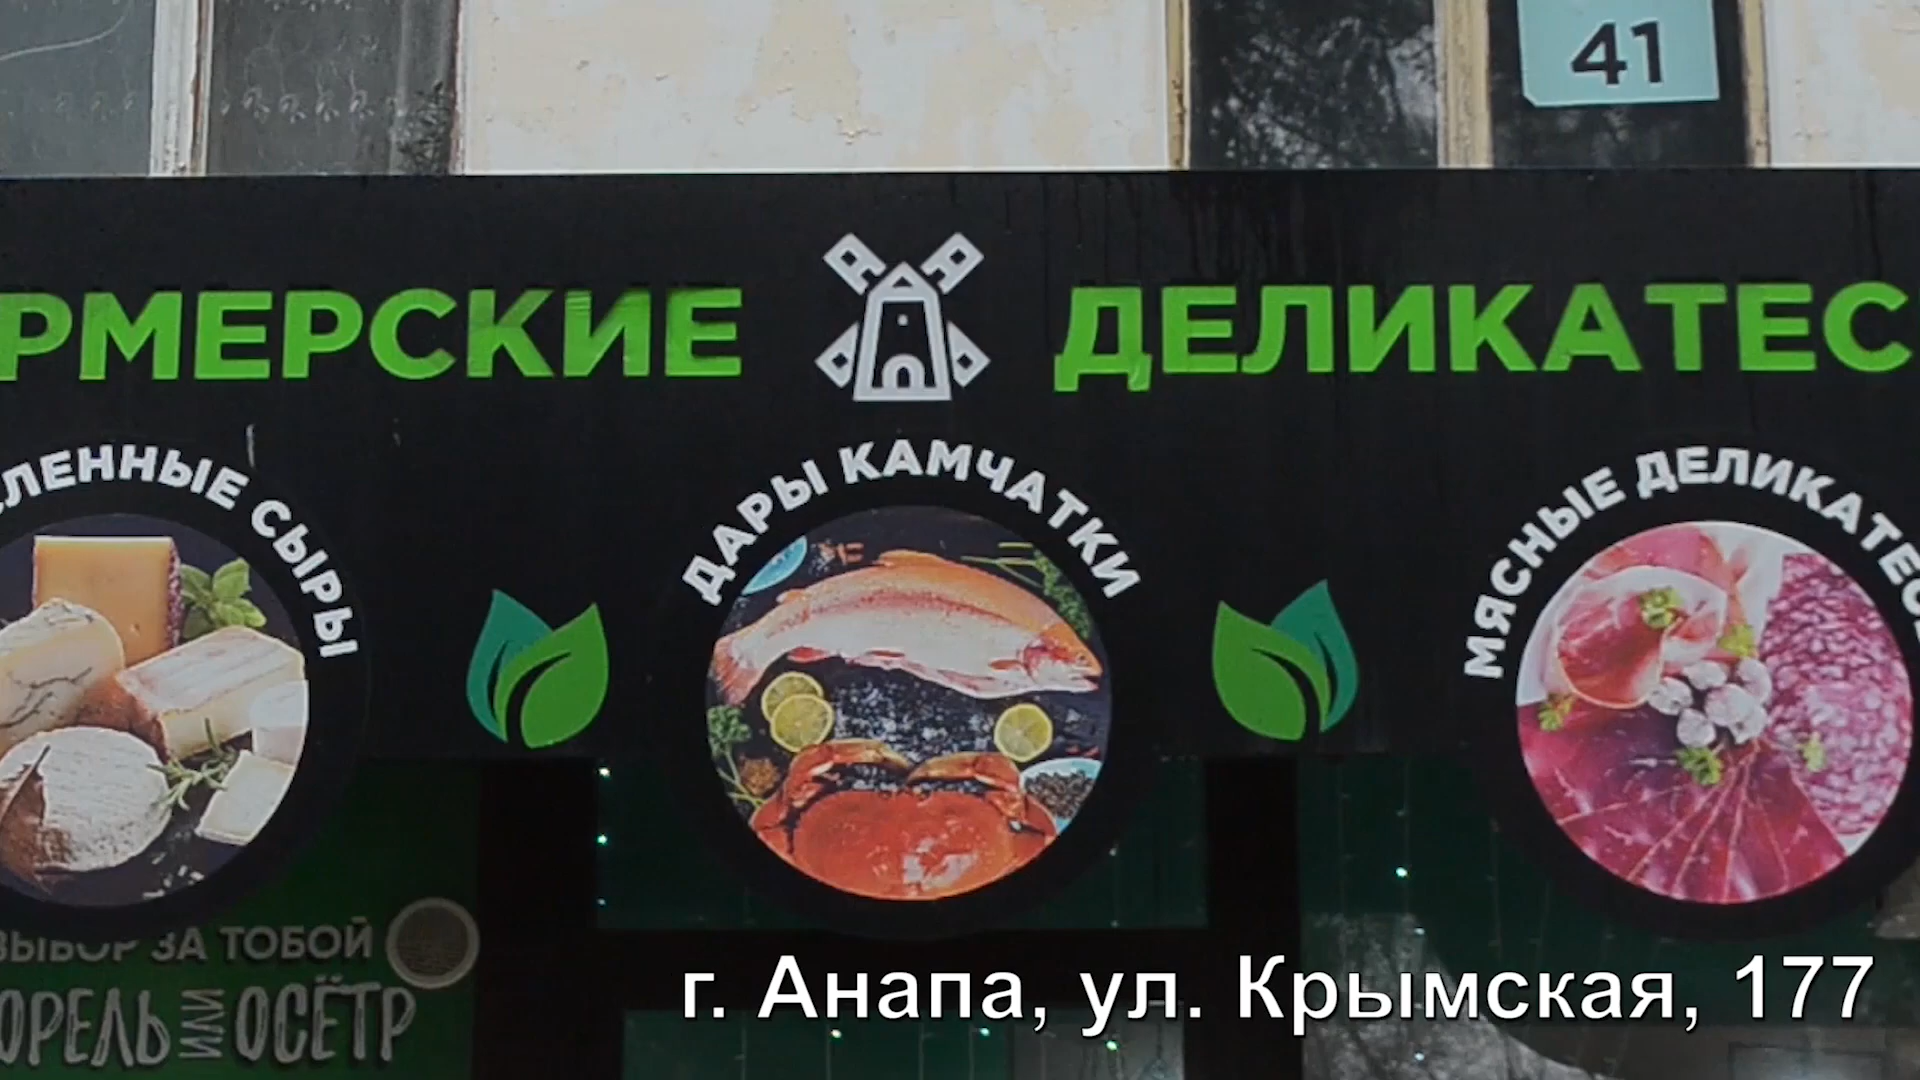 41
РМЕРСКИЕ ДЕЛИКАТЕС
ЛЕННЫЕ СЫРЫ
ДАРЫ КАМЧАТКИ
МЯСНЫЕ ДЕЛИКАТЕС
ВЫБОР ЗА ТОБОЙ
ОРЕЛЬ ИЛИ ОСЁТР
г. Анапа, ул. Крымская, 177